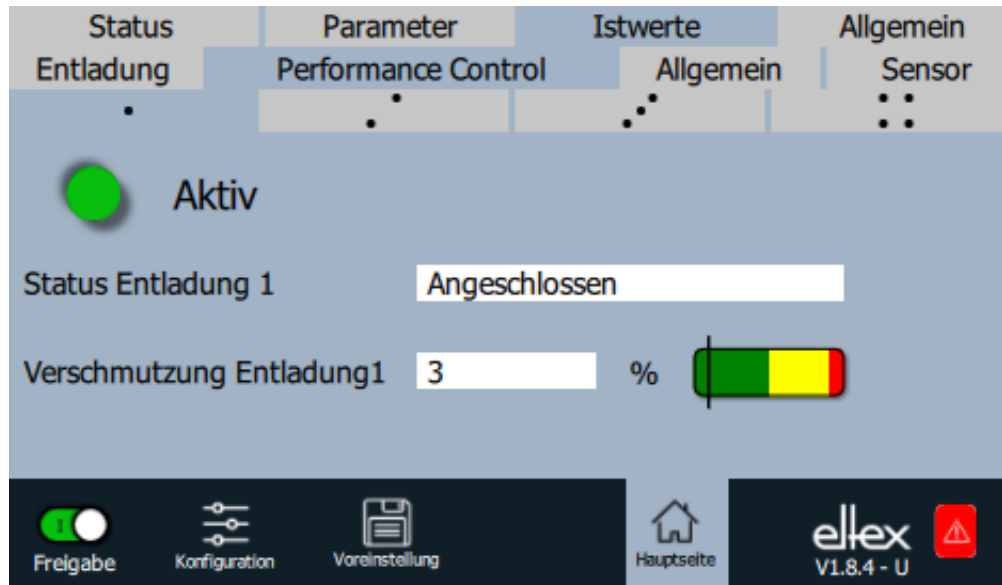 Status Parameter Istwerte Allgemein
Entladung Performance Control Allgemein Sensor
Aktiv
Status Entladung 1 Angeschlossen
Verschmutzung Entladung1 3 %
I
Freigabe Konfiguration Voreinstellung Hauptseite
eltex
V1.8.4 - U